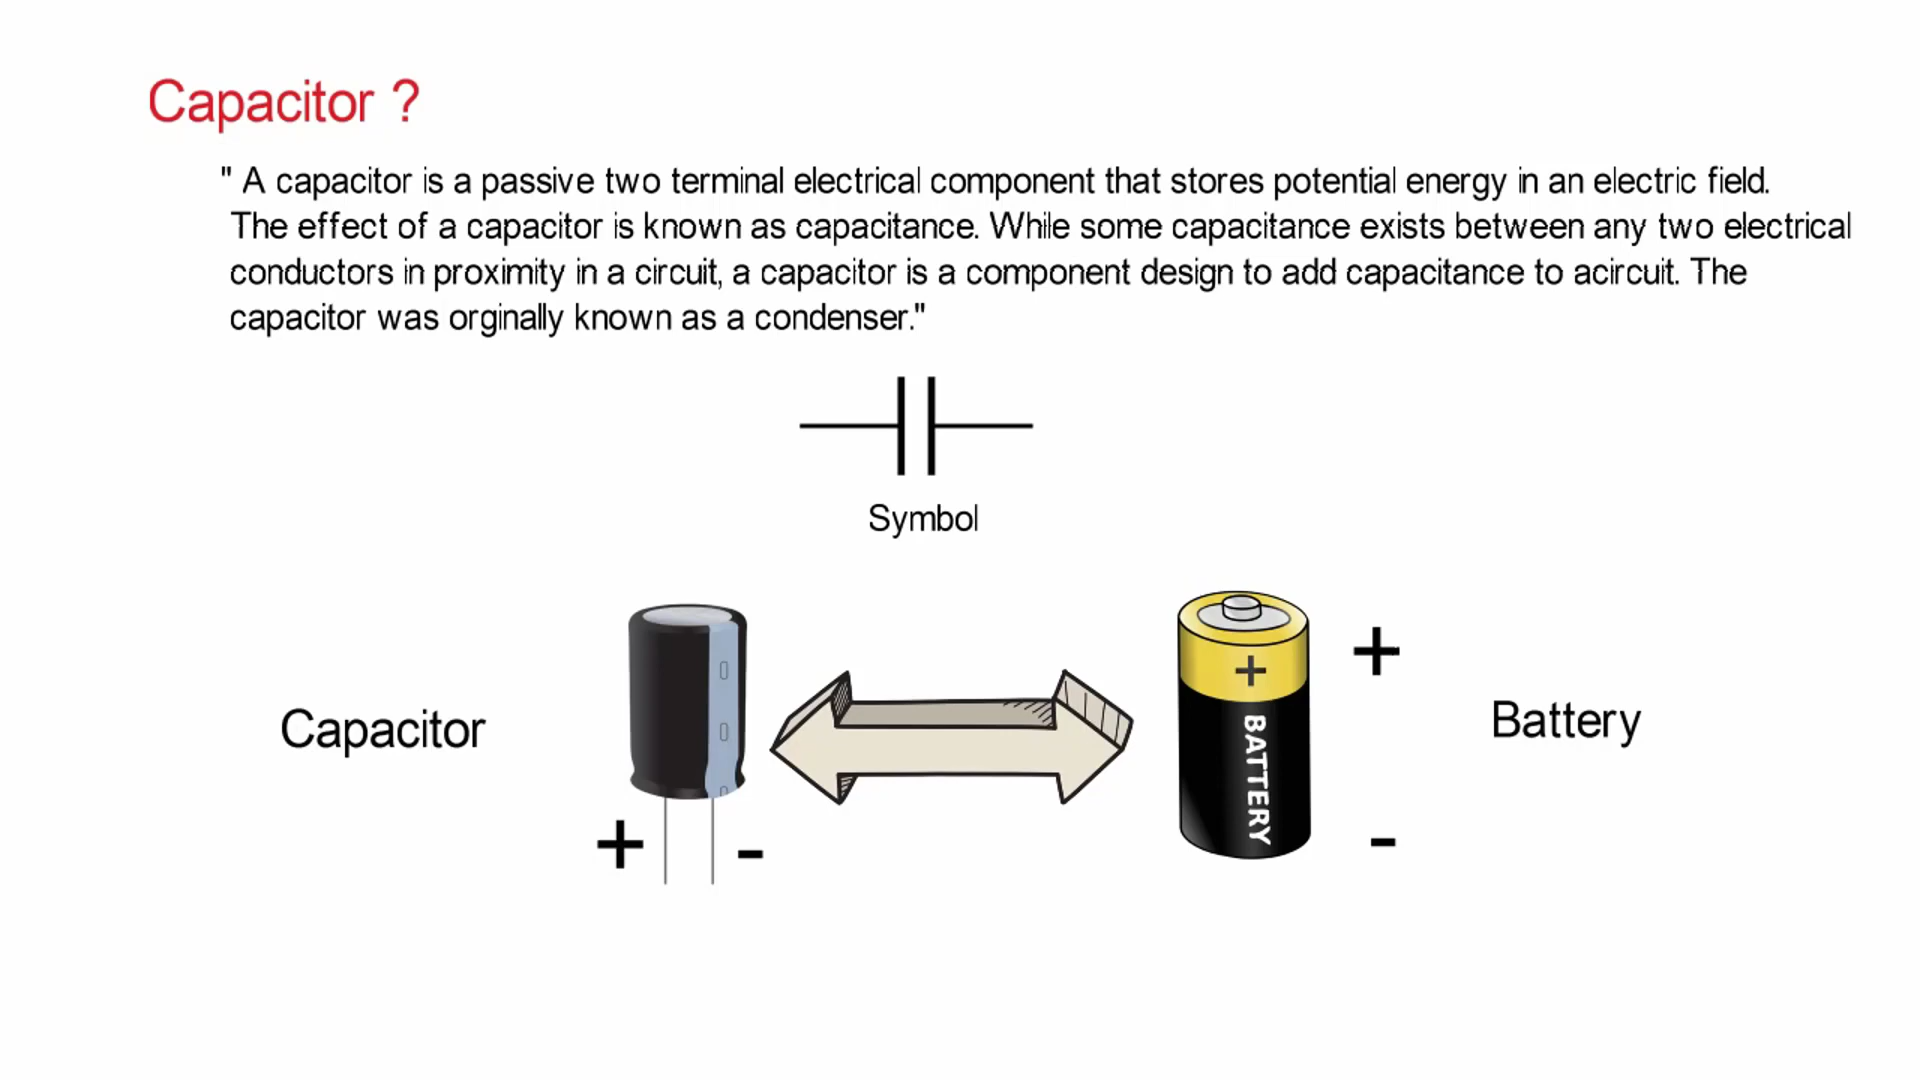 Capacitor ?
" A capacitor is a passive two terminal electrical component that stores potential energy in an electric field.
The effect of a capacitor is known as capacitance. While some capacitance exists between any two electrical
conductors in proximity in a circuit, a capacitor is a component design to add capacitance to acircuit. The
capacitor was orginally known as a condenser."
Symbol
Capacitor
+ -
+
BATTERY
+
-
Battery